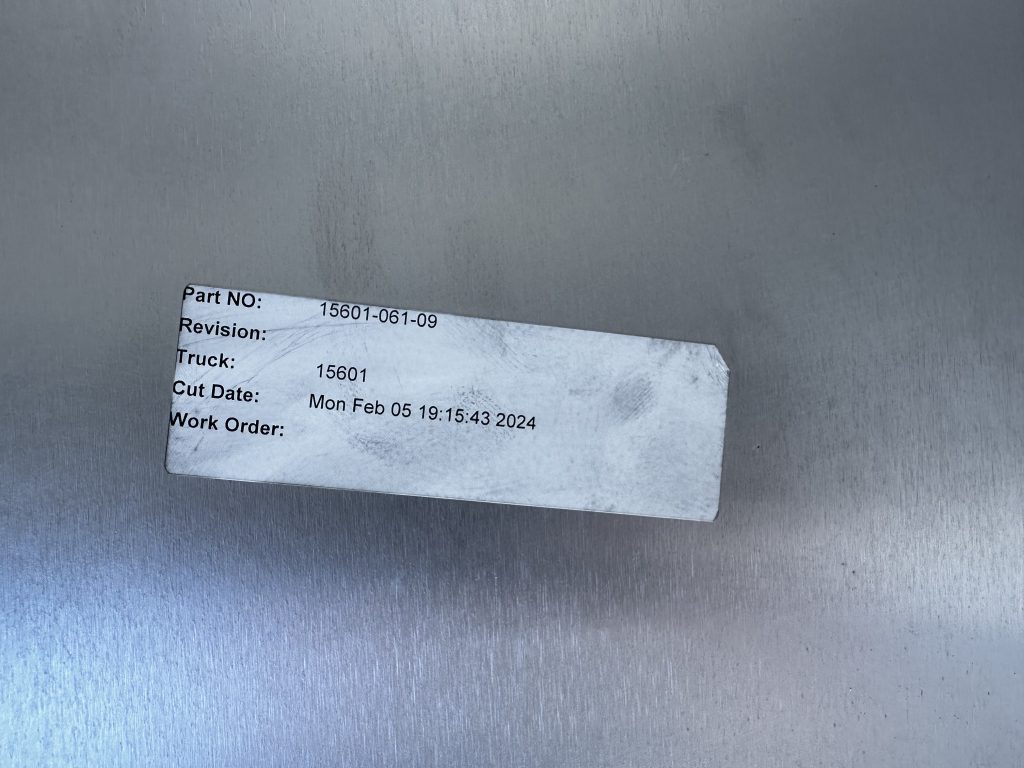 Part NO: 15601-061-09
Revision:
Truck: 15601
Cut Date: Mon Feb 05 19:15:43 2024
Work Order: